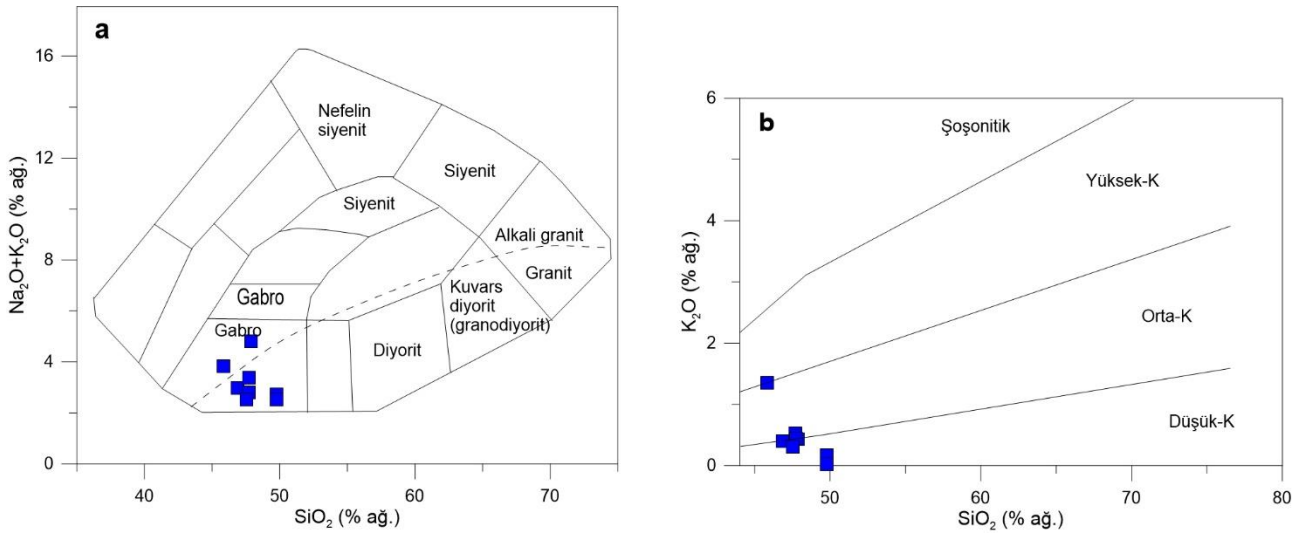 a
16
12
8
4
0
Na₂O+K₂O (% ağ.)
Nefelin
siyenit
Siyenit
Siyenit
Alkali granit
Granit
Kuvars
diyorit
(granodiyorit)
Gabro
Gabro
Diyorit
40
50
60
70
SiO₂ (% ağ.)
b
6
4
2
0
K₂O (% ağ.)
Şoşonitik
Yüksek-K
Orta-K
Düşük-K
50
60
70
80
SiO₂ (% ağ.)